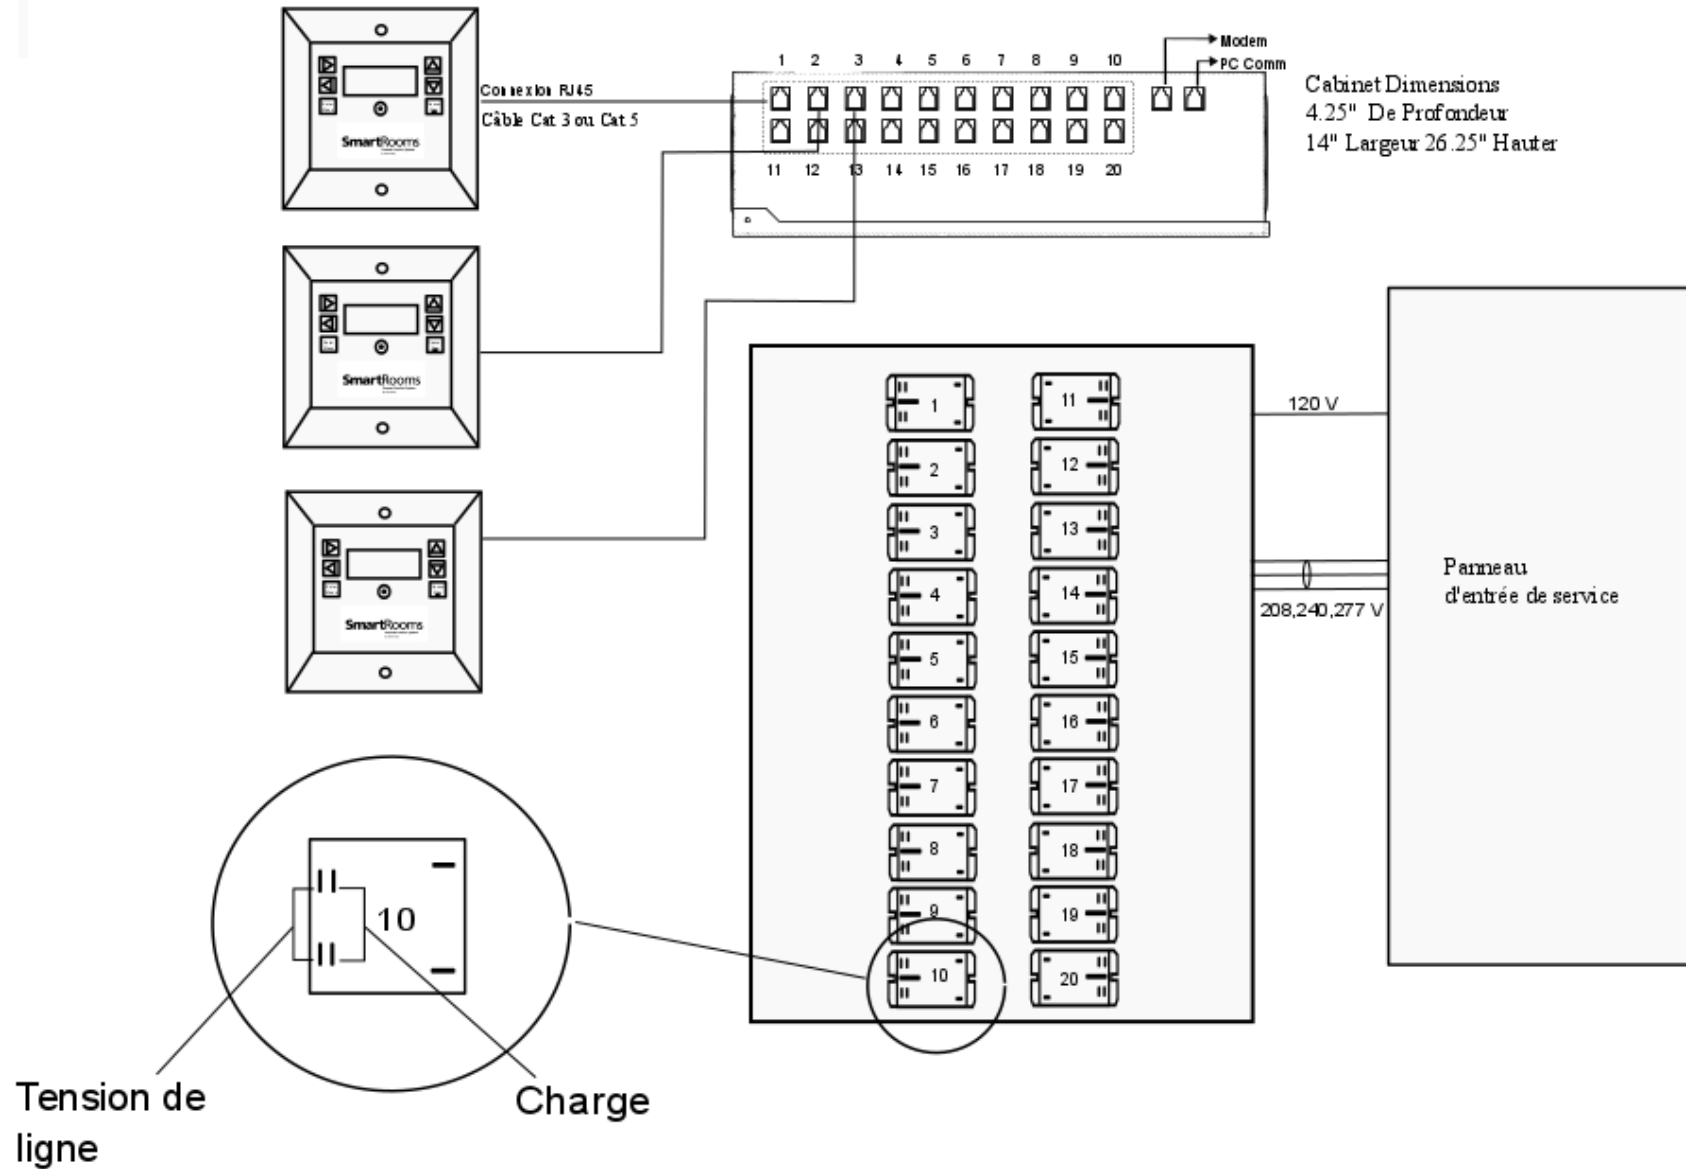 SmartRooms
Connexion RJ45
Câble Cat 3 ou Cat 5
1 2 3 4 5 6 7 8 9 10
11 12 13 14 15 16 17 18 19 20
Modem
PC Comm
Cabinet Dimensions
4.25" De Profondeur
14" Largeur 26.25" Hauter
SmartRooms
SmartRooms
1 11
2 12
3 13
4 14
5 15
6 16
7 17
8 18
9 19
10 20
120 V
208,240,277 V
Panneau
d'entrée de service
10
Tension de
ligne
Charge